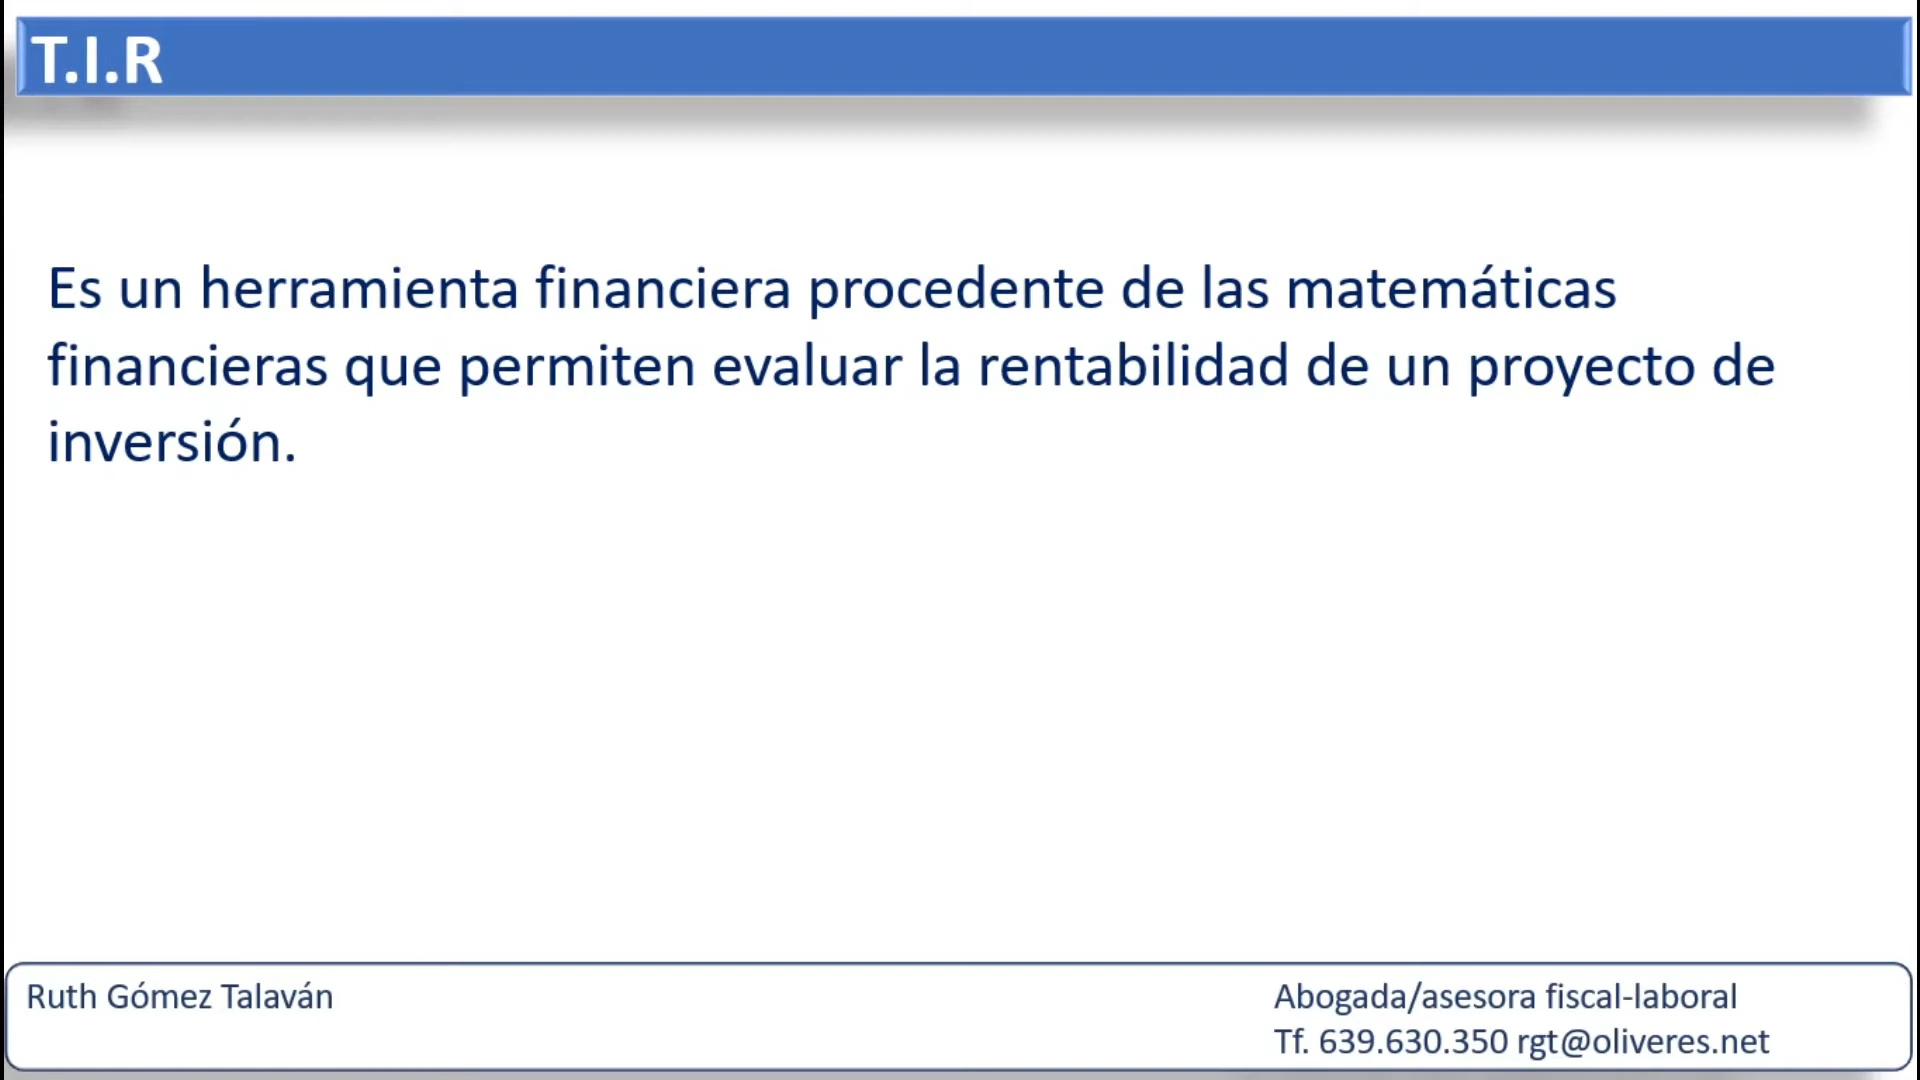 T.I.R
Es un herramienta financiera procedente de las matemáticas
financieras que permiten evaluar la rentabilidad de un proyecto de
inversión.
Ruth Gómez Talaván
Abogada/asesora fiscal-laboral
Tf. 639.630.350 rgt@oliveres.net